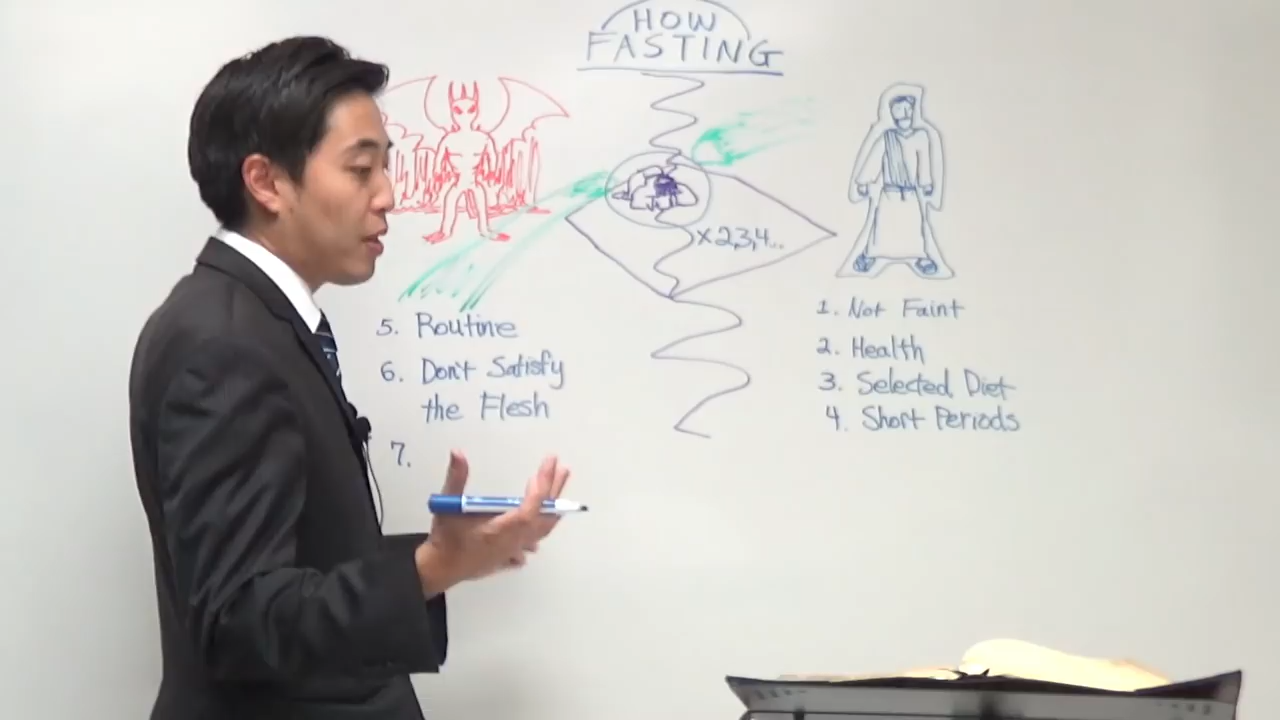 HOW
FASTING
x2,3,4...
1. Not Faint
2. Health
3. Selected Diet
4. Short Periods
5. Routine
6. Don't Satisfy
the Flesh
7.